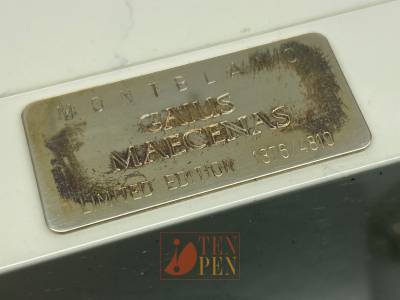 MONTBLANC
GAIUS
MAECENAS
LIMITED EDITION 1376/4810
TEN
PEN